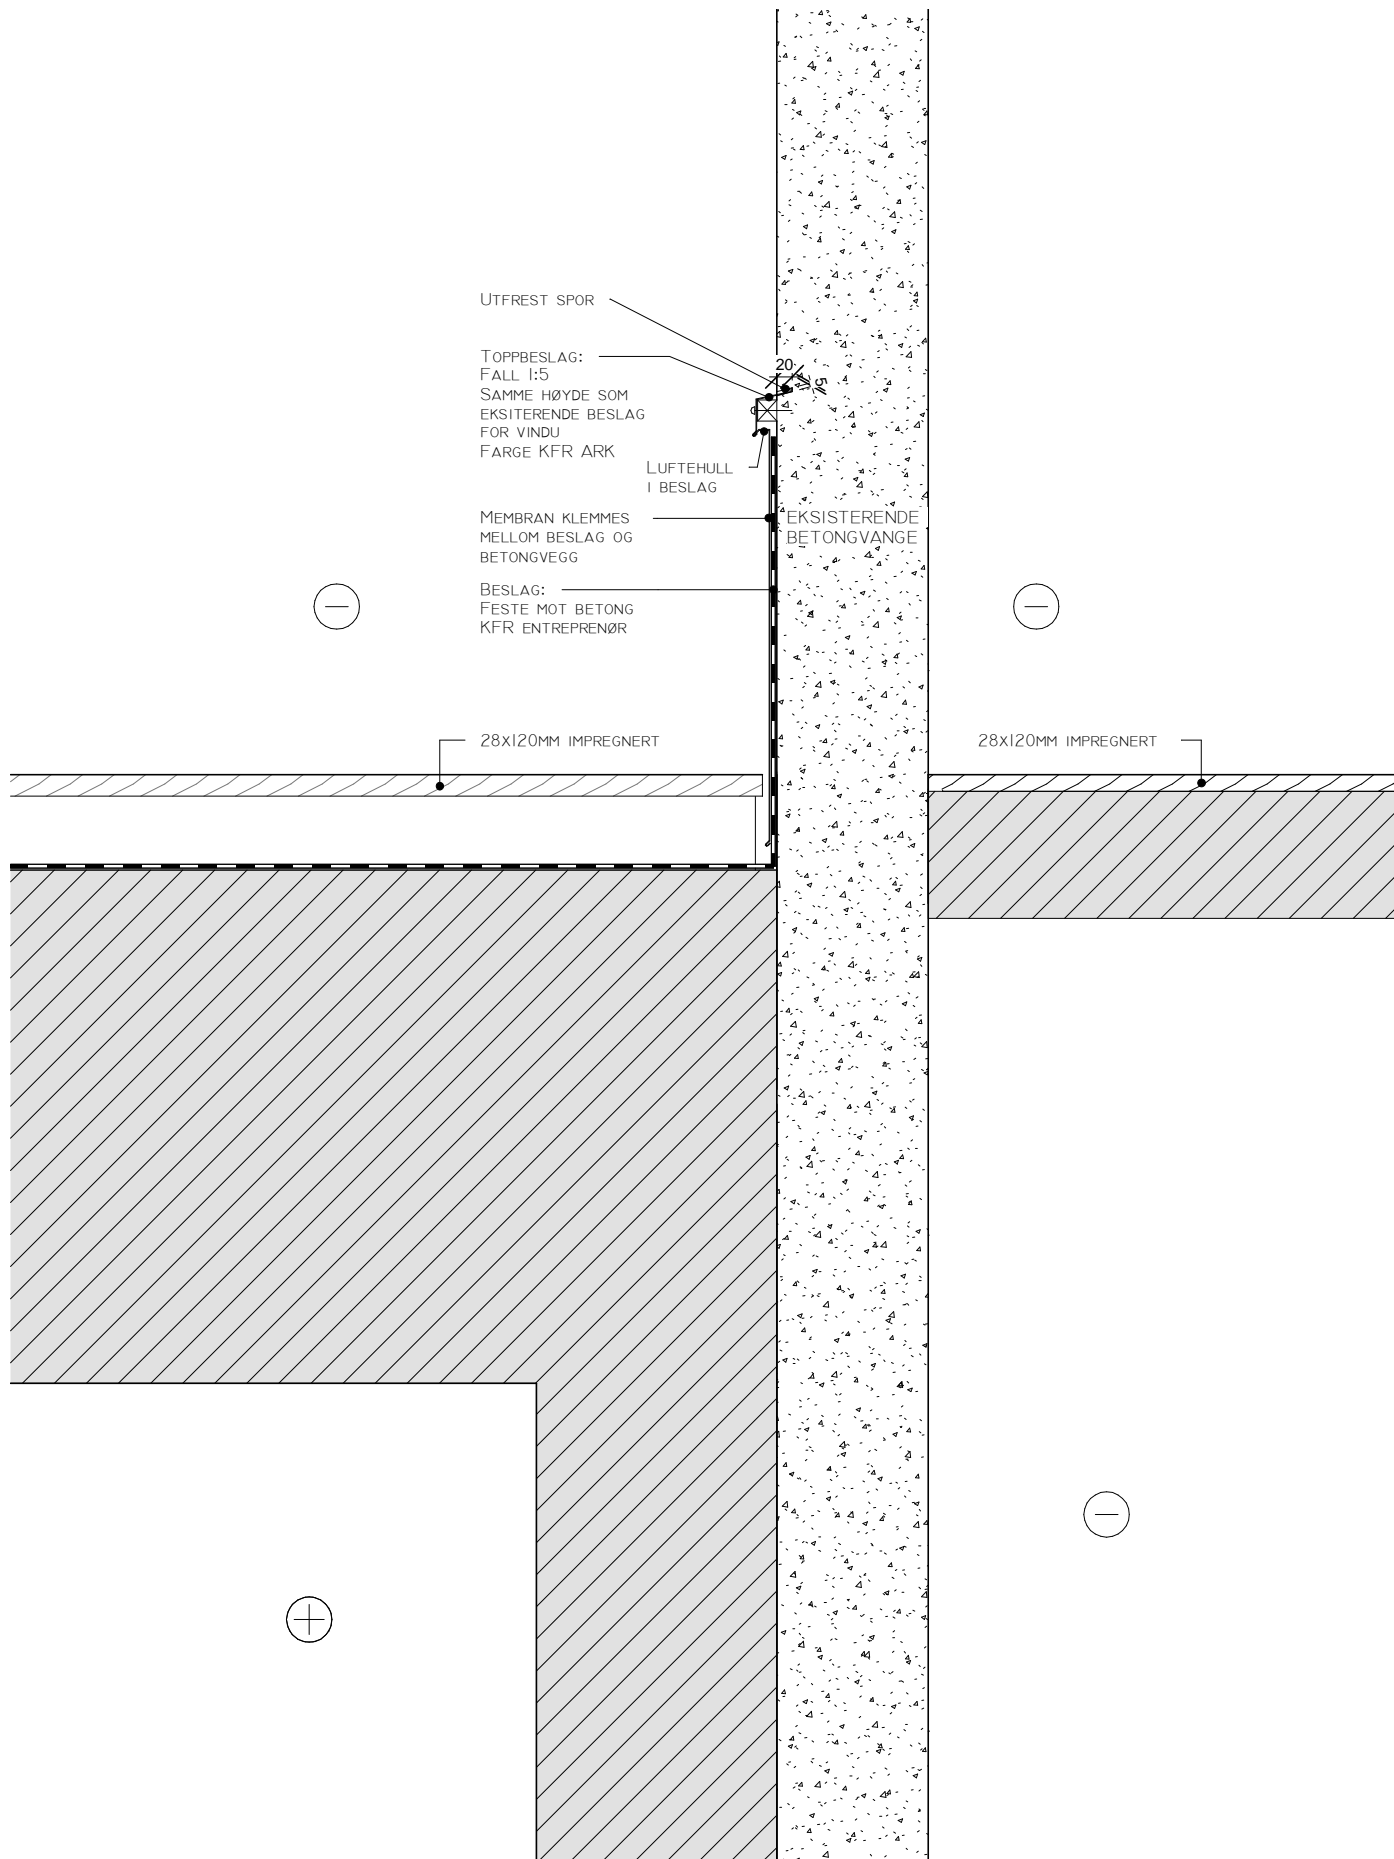 UTFREST SPOR
TOPPBESLAG:
FALL 1:5
SAMME HØYDE SOM
EKSITERENDE BESLAG
FOR VINDU
FARGE KFR ARK
20
5
LUFTEHULL
I BESLAG
MEMBRAN KLEMMES
MELLOM BESLAG OG
BETONGVEGG
EKSISTERENDE
BETONGVANGE
BESLAG:
FESTE MOT BETONG
KFR ENTREPRENØR
28X120MM IMPREGNERT
28X120MM IMPREGNERT